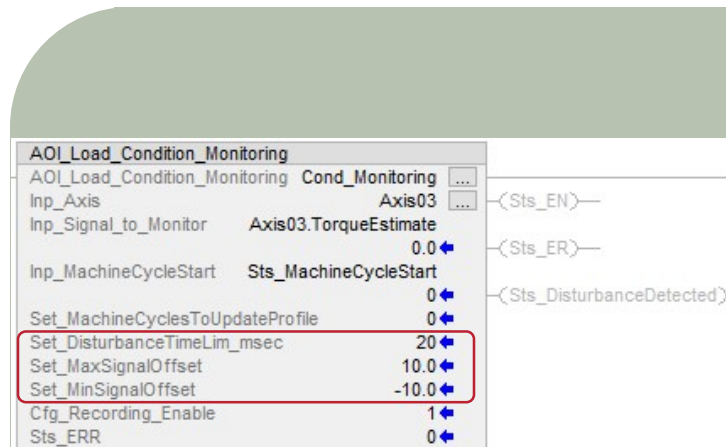 AOI_Load_Condition_Monitoring
AOI_Load_Condition_Monitoring Cond_Monitoring ...
Inp_Axis Axis03 ... (Sts_EN)
Inp_Signal_to_Monitor Axis03.TorqueEstimate
0.0 (Sts_ER)
Inp_MachineCycleStart Sts_MachineCycleStart
0 (Sts_DisturbanceDetected)
Set_MachineCyclesToUpdateProfile 0
Set_DisturbanceTimeLim_msec 20
Set_MaxSignalOffset 10.0
Set_MinSignalOffset -10.0
Cfg_Recording_Enable 1
Sts_ERR 0